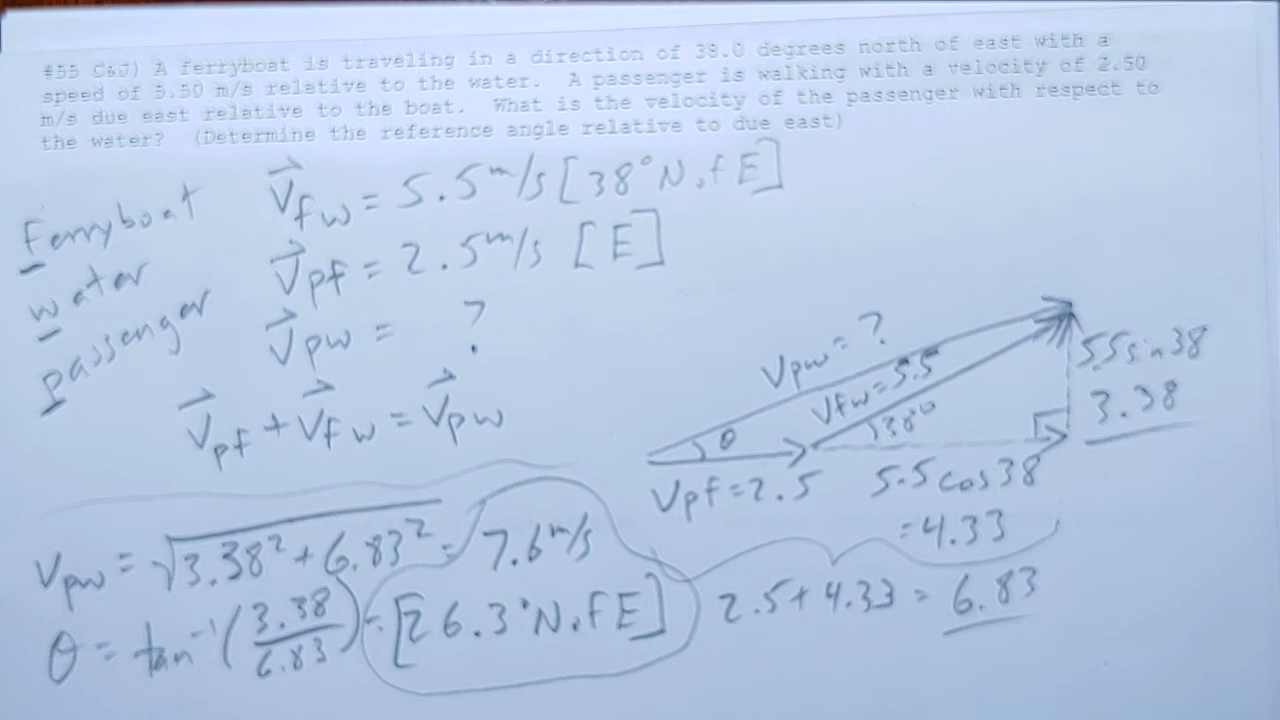 #55 C&J) A ferryboat is traveling in a direction of 38.0 degrees north of east with a
speed of 5.50 m/s relative to the water. A passenger is walking with a velocity of 2.50
m/s due east relative to the boat. What is the velocity of the passenger with respect to
the water? (Determine the reference angle relative to due east)
Ferryboat
water
passenger
V⃗fw = 5.5 m/s [38° N of E]
V⃗pf = 2.5 m/s [E]
V⃗pw = ?
V⃗pf + V⃗fw = V⃗pw
Vpw = ?
Vfw = 5.5
θ
38°
5.5 sin 38
3.38
Vpf = 2.5
5.5 cos 38
= 4.33
2.5 + 4.33 = 6.83
Vpw = √3.38² + 6.83² = 7.6 m/s
θ = tan⁻¹(3.38/6.83) = [26.3° N of E]